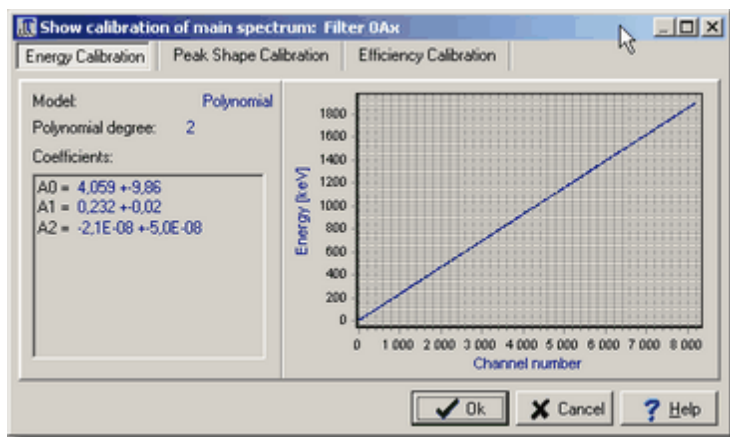 Show calibration of main spectrum: Filter 0Ax
Energy Calibration Peak Shape Calibration Efficiency Calibration
Model: Polynomial
Polynomial degree: 2
Coefficients:
A0 = 4,059 +-9,86
A1 = 0,232 +-0,02
A2 = -2,1E-08 +-5,0E-08
Energy [keV]
1800
1600
1400
1200
1000
800
600
400
200
0
0 1 000 2 000 3 000 4 000 5 000 6 000 7 000 8 000
Channel number
Ok Cancel Help